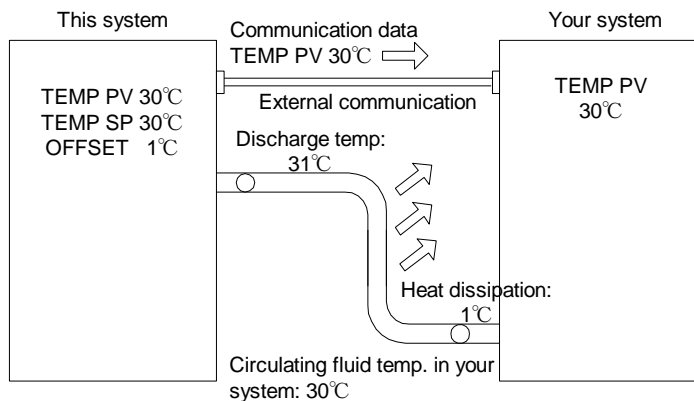 This system
Communication data
TEMP PV 30℃
Your system
TEMP PV 30℃
TEMP SP 30℃
OFFSET 1℃
External communication
TEMP PV
30℃
Discharge temp:
31℃
Heat dissipation:
1℃
Circulating fluid temp. in your
system: 30℃